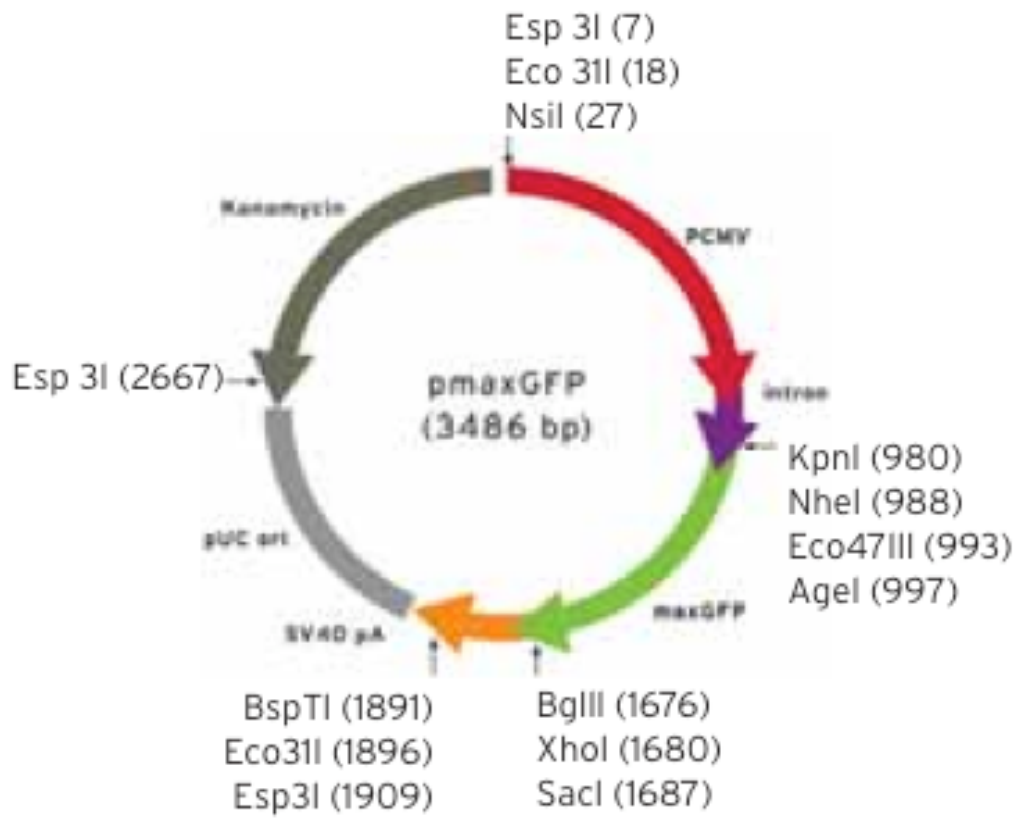 Esp 3I (7)
Eco 31I (18)
NsiI (27)
Kanamycin
PCMV
Esp 3I (2667)
pmaxGFP
(3486 bp)
intron
KpnI (980)
NheI (988)
Eco47III (993)
AgeI (997)
pUC ori
maxGFP
SV40 pA
BspTI (1891)
Eco31I (1896)
Esp3I (1909)
BglII (1676)
XhoI (1680)
SacI (1687)